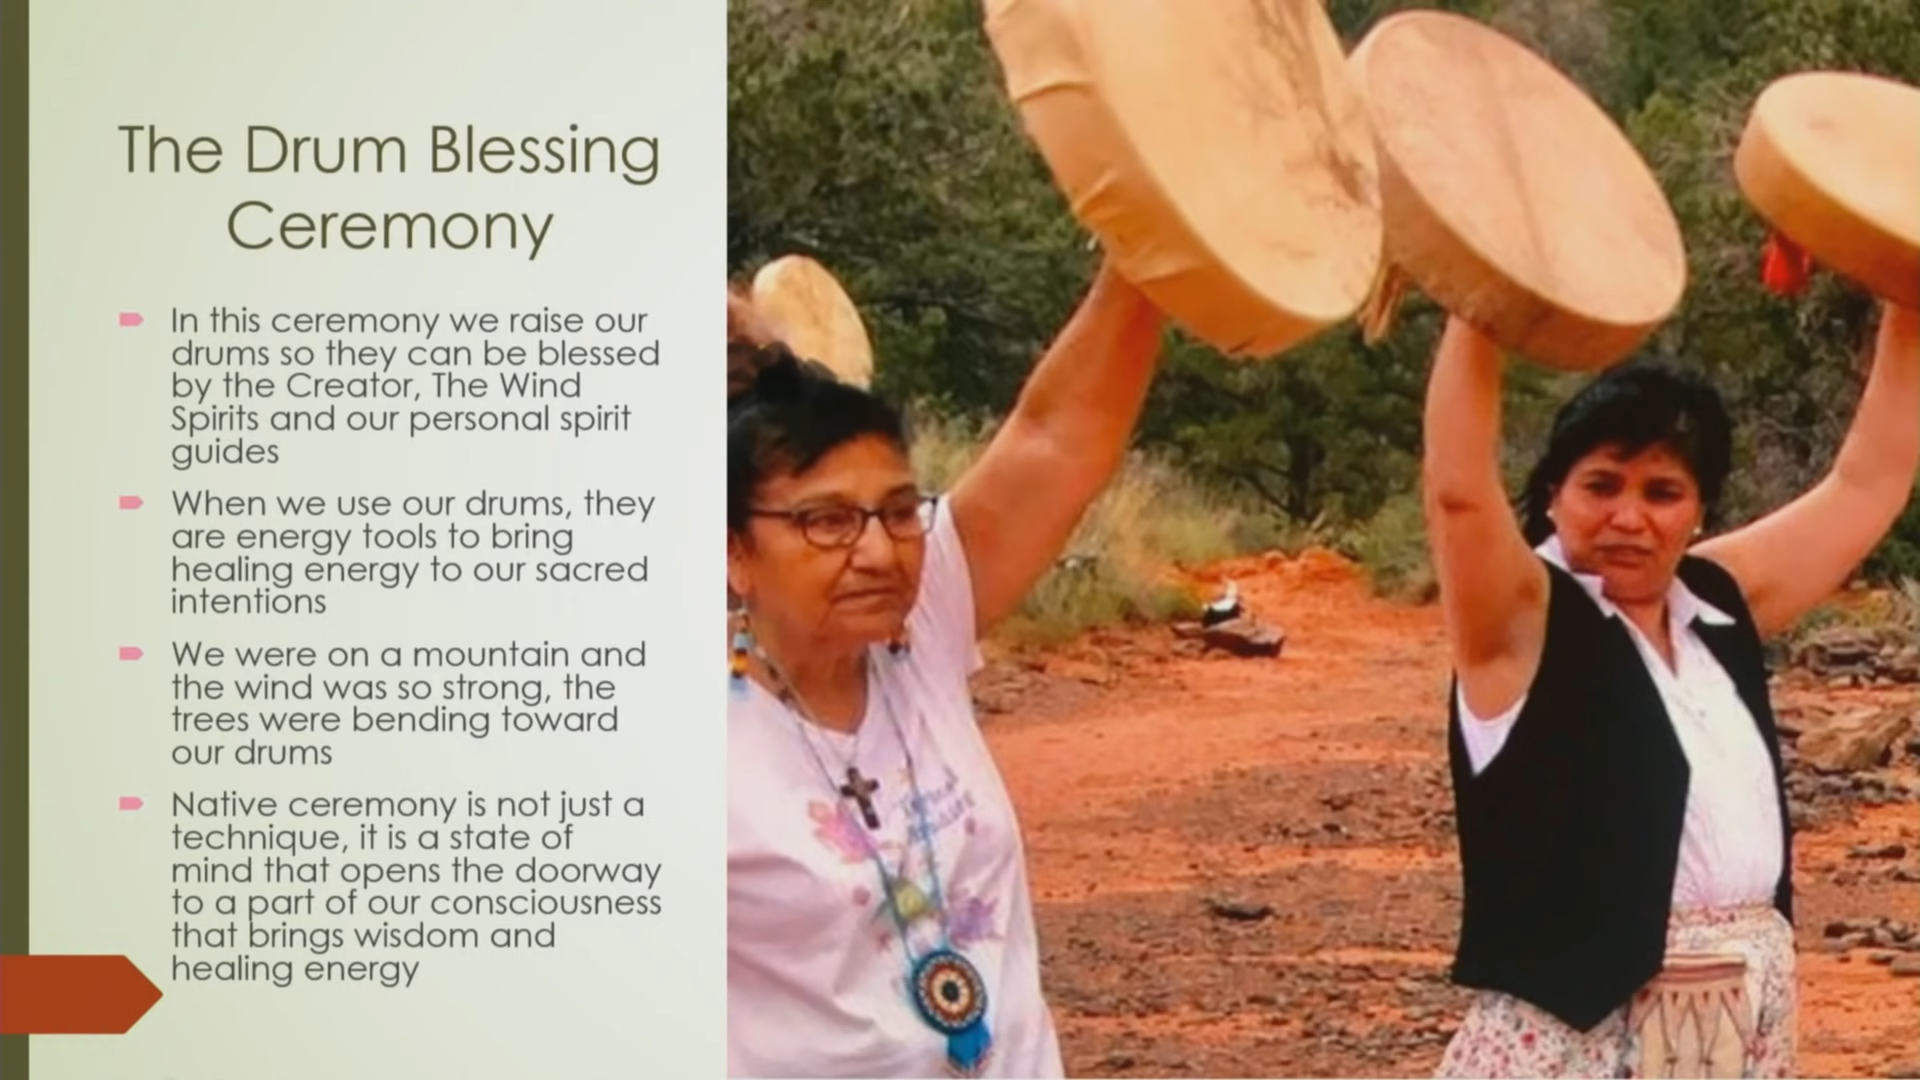 The Drum Blessing
Ceremony
In this ceremony we raise our
drums so they can be blessed
by the Creator, The Wind
Spirits and our personal spirit
guides
When we use our drums, they
are energy tools to bring
healing energy to our sacred
intentions
We were on a mountain and
the wind was so strong, the
trees were bending toward
our drums
Native ceremony is not just a
technique, it is a state of
mind that opens the doorway
to a part of our consciousness
that brings wisdom and
healing energy